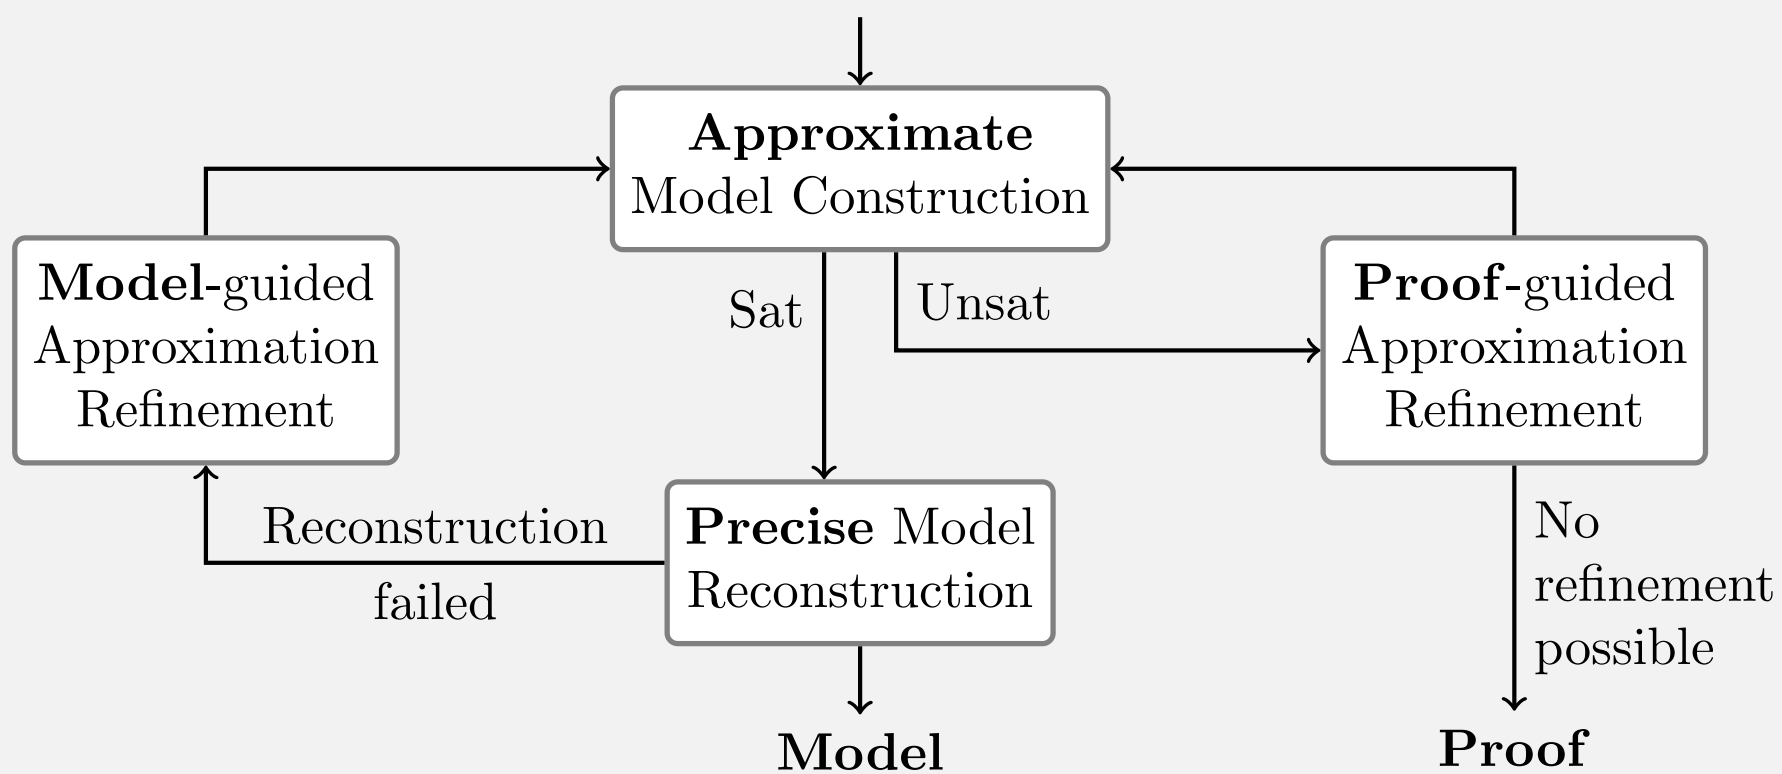 Approximate
Model Construction
Model-guided
Approximation
Refinement
Sat
Unsat
Proof-guided
Approximation
Refinement
Reconstruction
failed
Precise Model
Reconstruction
No
refinement
possible
Model
Proof